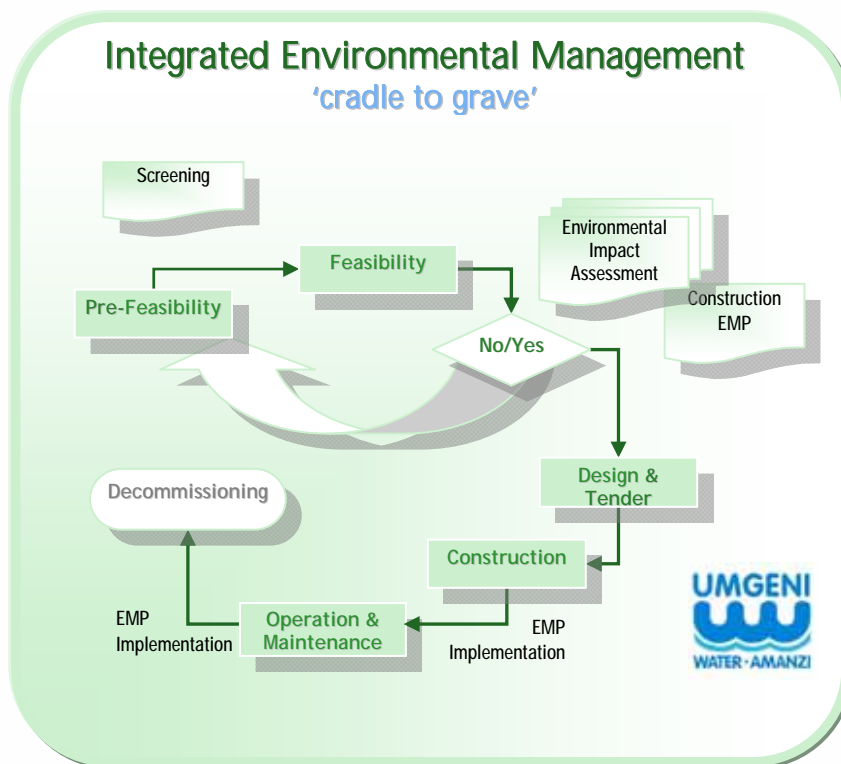 Integrated Environmental Management
‘cradle to grave’
Screening
Environmental
Impact
Assessment
Feasibility
Construction
EMP
Pre-Feasibility
No/Yes
Design &
Tender
Decommissioning
Construction
UMGENI
WATER·AMANZI
EMP
Implementation
Operation &
Maintenance
EMP
Implementation